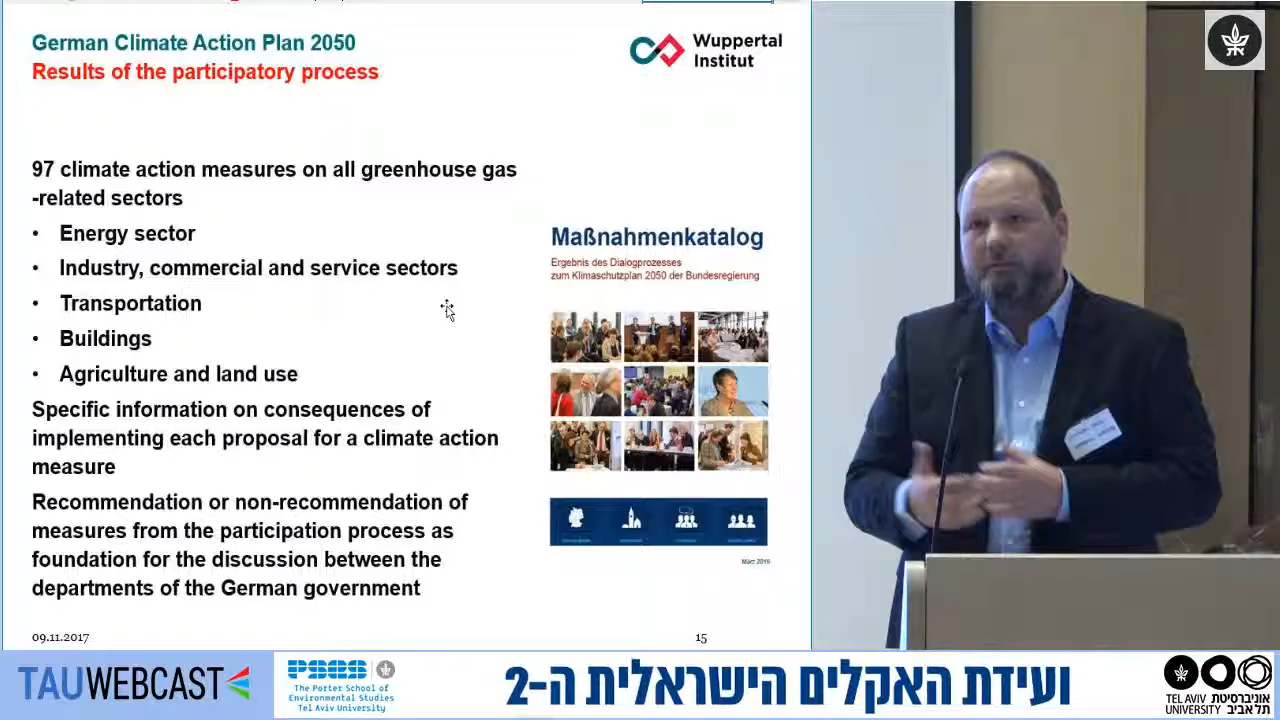 German Climate Action Plan 2050
Results of the participatory process
Wuppertal
Institut
97 climate action measures on all greenhouse gas
-related sectors
• Energy sector
• Industry, commercial and service sectors
• Transportation
• Buildings
• Agriculture and land use
Specific information on consequences of
implementing each proposal for a climate action
measure
Recommendation or non-recommendation of
measures from the participation process as
foundation for the discussion between the
departments of the German government
Maßnahmenkatalog
Ergebnis des Dialogprozesses
zum Klimaschutzplan 2050 der Bundesregierung
März 2016
09.11.2017
15
TAUWEBCAST
PSES
The Porter School of
Environmental Studies
Tel Aviv University
ועידת האקלים הישראלית ה-2
TEL AVIV אוניברסיטת
UNIVERSITY תל אביב